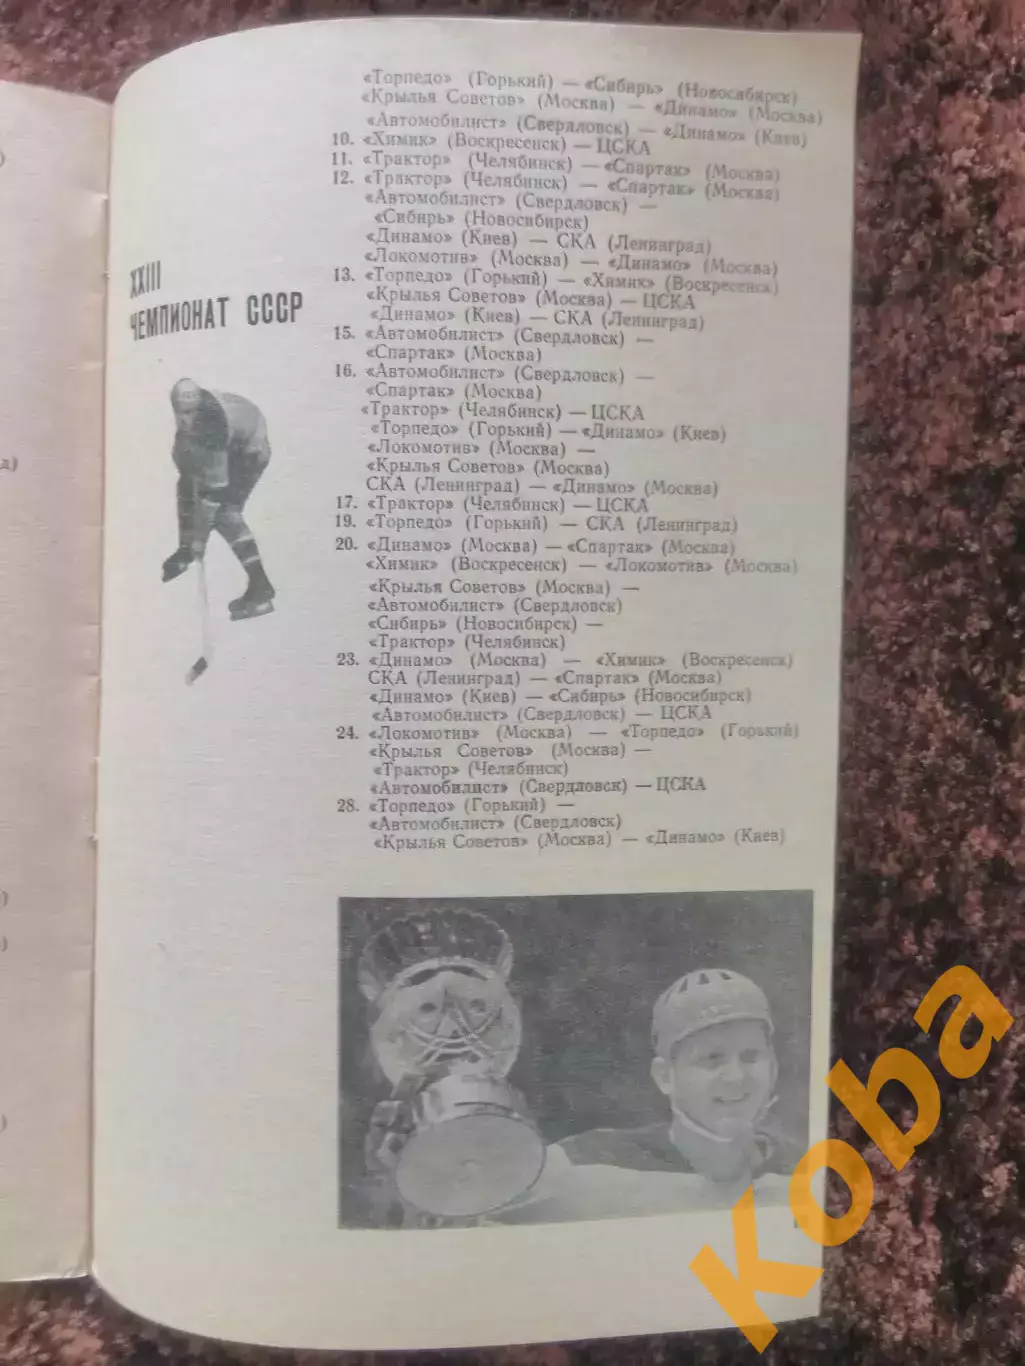 «Торпедо» (Горький) — «Сибирь» (Новосибирск)
«Крылья Советов» (Москва) — «Динамо» (Москва)
«Автомобилист» (Свердловск) — «Динамо» (Киев)
10. «Химик» (Воскресенск) — ЦСКА
11. «Трактор» (Челябинск) — «Спартак» (Москва)
12. «Трактор» (Челябинск) — «Спартак» (Москва)
«Автомобилист» (Свердловск) —
«Сибирь» (Новосибирск)
«Динамо» (Киев) — СКА (Ленинград)
«Локомотив» (Москва) — «Динамо» (Москва)
13. «Торпедо» (Горький) — «Химик» (Воскресенск)
«Крылья Советов» (Москва) — ЦСКА
«Динамо» (Киев) — СКА (Ленинград)
15. «Автомобилист» (Свердловск) —
«Спартак» (Москва)
16. «Автомобилист» (Свердловск) —
«Спартак» (Москва)
«Трактор» (Челябинск) — ЦСКА
«Торпедо» (Горький) — «Динамо» (Киев)
«Локомотив» (Москва) —
«Крылья Советов» (Москва)
СКА (Ленинград) — «Динамо» (Москва)
17. «Трактор» (Челябинск) — ЦСКА
19. «Торпедо» (Горький) — СКА (Ленинград)
20. «Динамо» (Москва) — «Спартак» (Москва)
«Химик» (Воскресенск) — «Локомотив» (Москва)
«Крылья Советов» (Москва) —
«Автомобилист» (Свердловск)
«Сибирь» (Новосибирск) —
«Трактор» (Челябинск)
23. «Динамо» (Москва) — «Химик» (Воскресенск)
СКА (Ленинград) — «Спартак» (Москва)
«Динамо» (Киев) — «Сибирь» (Новосибирск)
«Автомобилист» (Свердловск) — ЦСКА
24. «Локомотив» (Москва) — «Торпедо» (Горький)
«Крылья Советов» (Москва) —
«Трактор» (Челябинск)
«Автомобилист» (Свердловск) — ЦСКА
28. «Торпедо» (Горький) —
«Автомобилист» (Свердловск)
«Крылья Советов» (Москва) — «Динамо» (Киев)
XXIII
ЧЕМПИОНАТ СССР
Koba